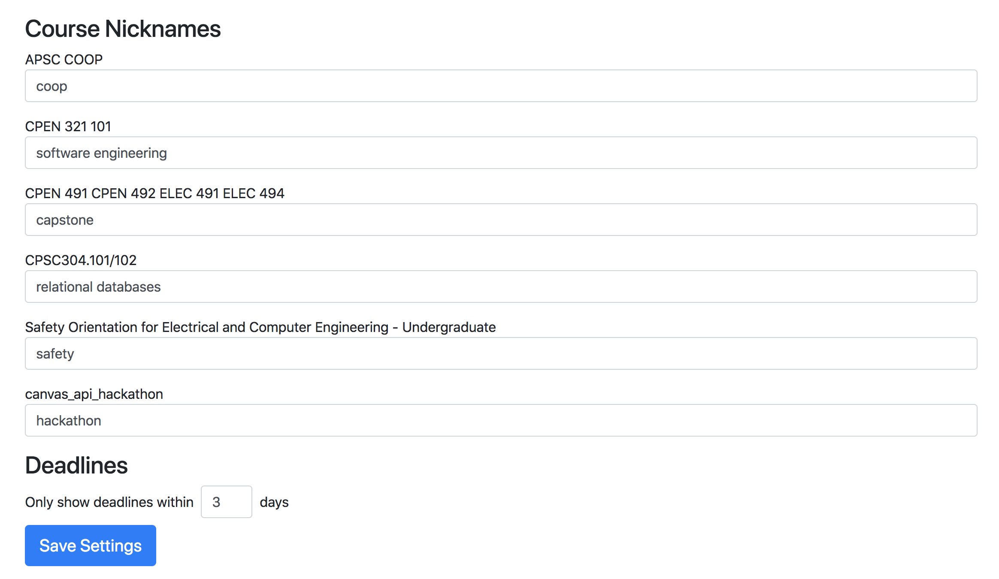 Course Nicknames
APSC COOP
coop
CPEN 321 101
software engineering
CPEN 491 CPEN 492 ELEC 491 ELEC 494
capstone
CPSC304.101/102
relational databases
Safety Orientation for Electrical and Computer Engineering - Undergraduate
safety
canvas_api_hackathon
hackathon
Deadlines
Only show deadlines within 3 days
Save Settings